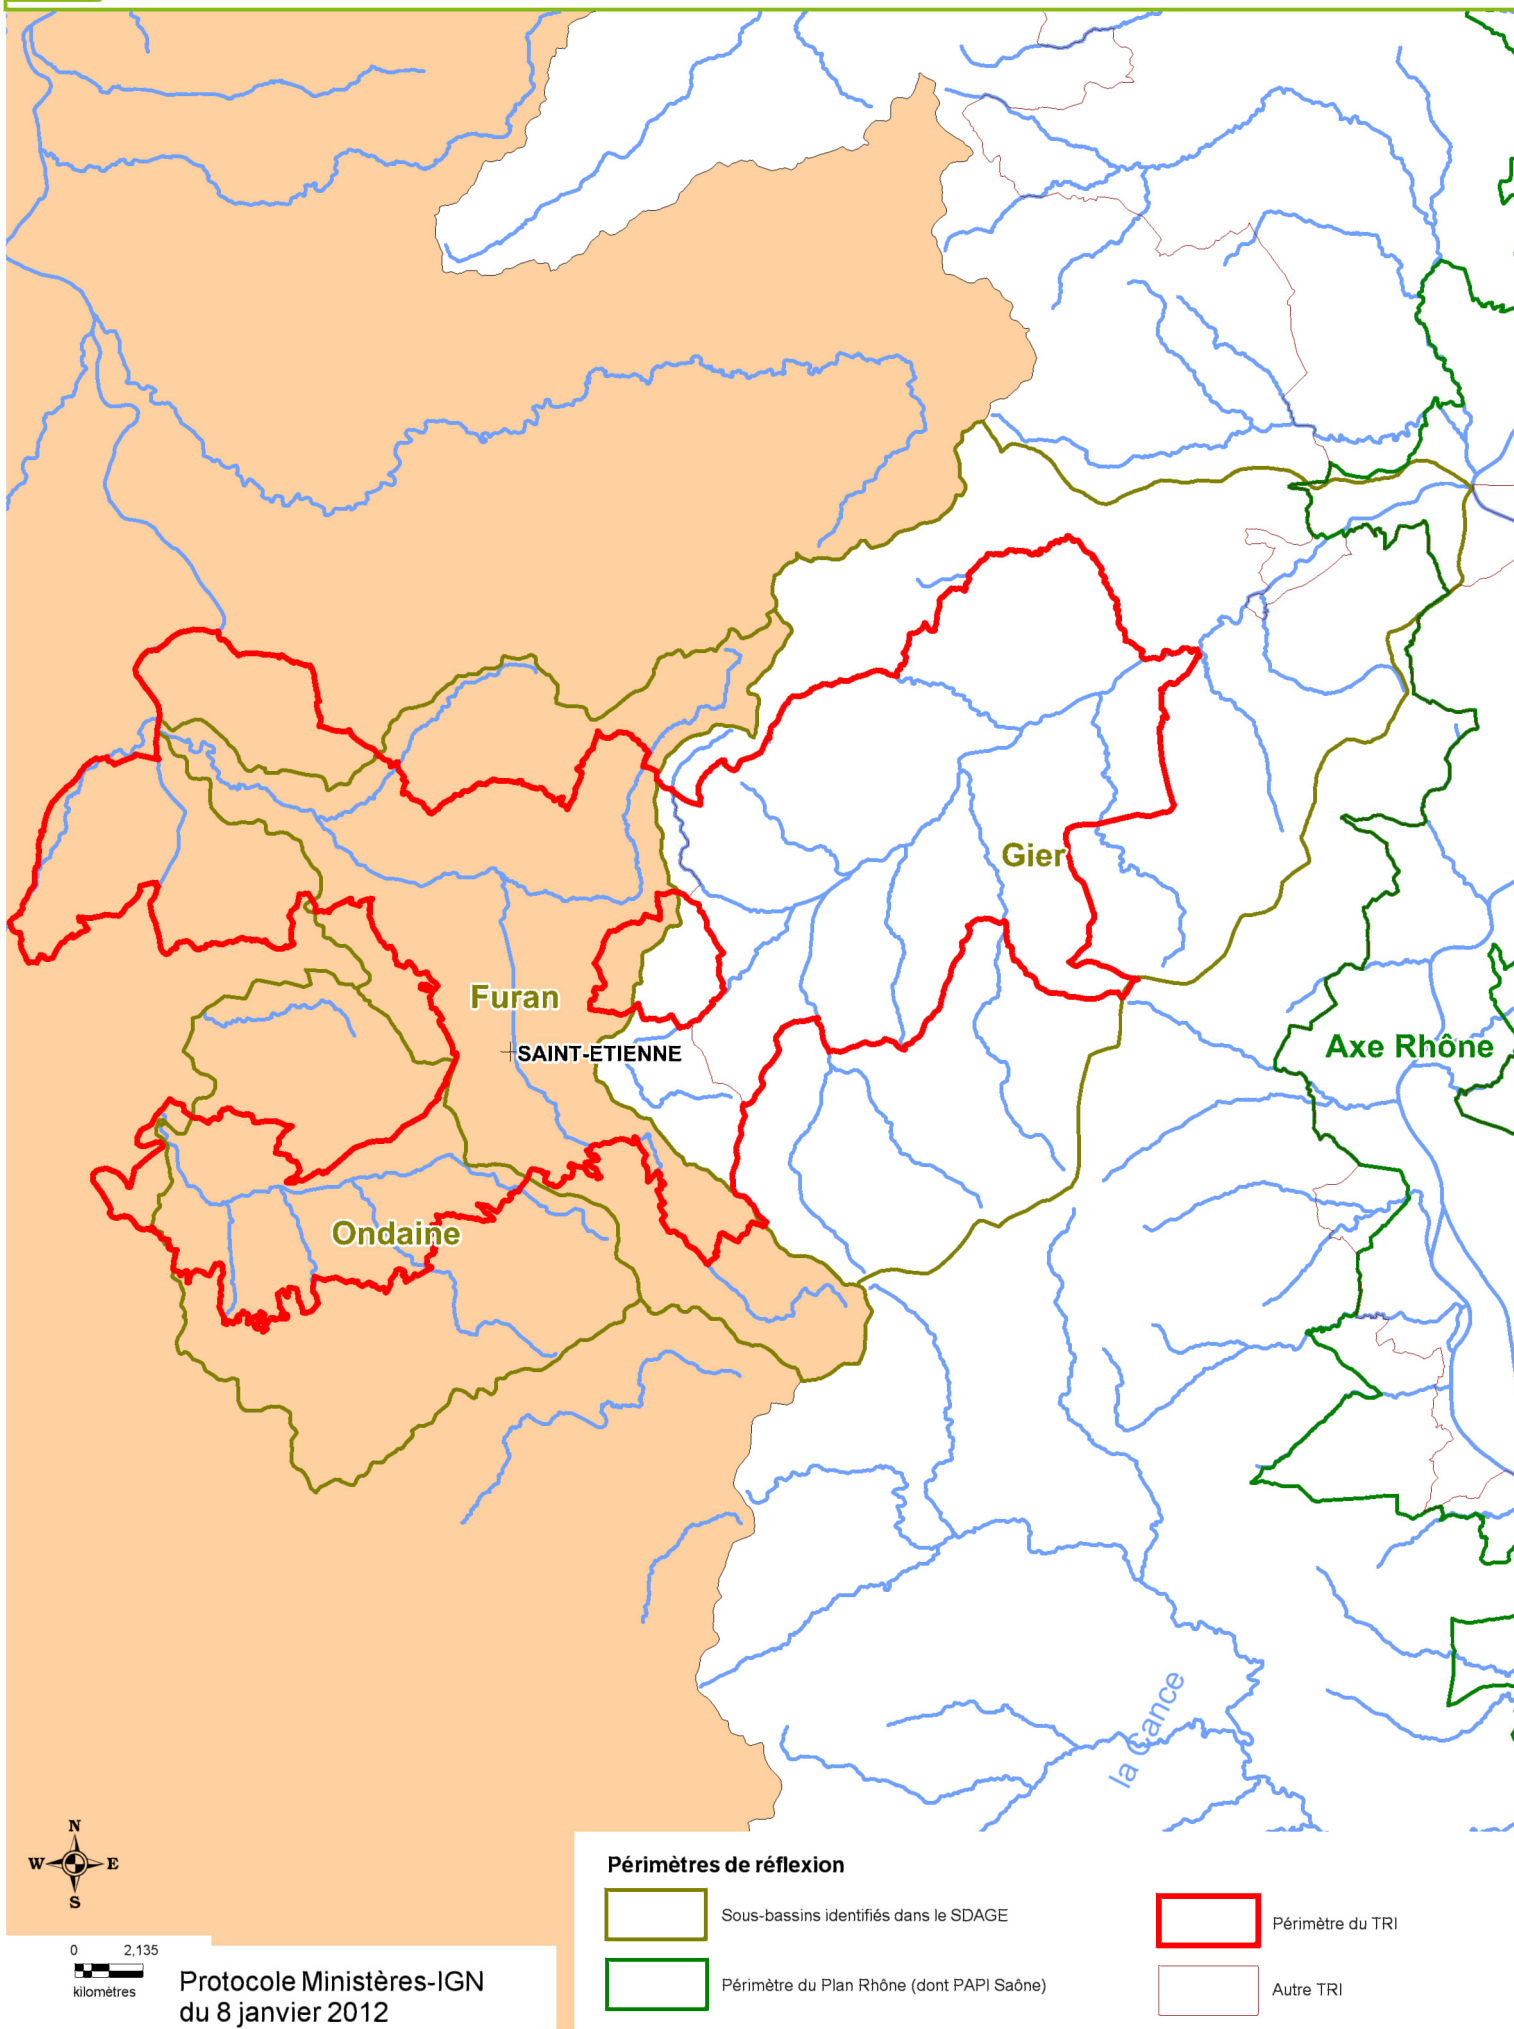 Gier
Furan
SAINT-ETIENNE
Axe Rhône
Ondaine
la Cance
N
W E
S
0 2,135
kilomètres
Protocole Ministères-IGN
du 8 janvier 2012
Périmètres de réflexion
Sous-bassins identifiés dans le SDAGE
Périmètre du Plan Rhône (dont PAPI Saône)
Périmètre du TRI
Autre TRI